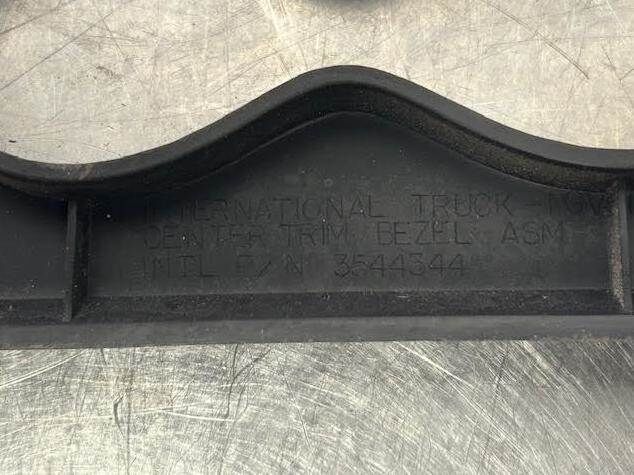 INTERNATIONAL TRUCK
CENTER TRIM BEZEL ASM
INTL P/N 3544344